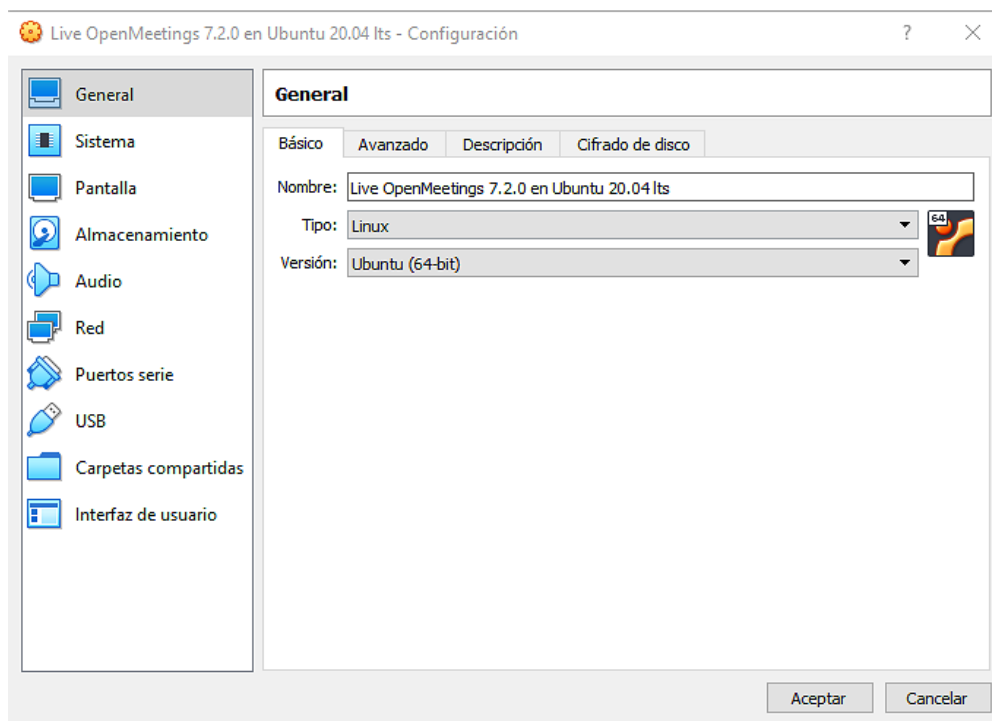 Live OpenMeetings 7.2.0 en Ubuntu 20.04 lts - Configuración
?
General
Sistema
Pantalla
Almacenamiento
Audio
Red
Puertos serie
USB
Carpetas compartidas
Interfaz de usuario
General
Básico Avanzado Descripción Cifrado de disco
Nombre: Live OpenMeetings 7.2.0 en Ubuntu 20.04 lts
Tipo: Linux
64
Versión: Ubuntu (64-bit)
Aceptar Cancelar